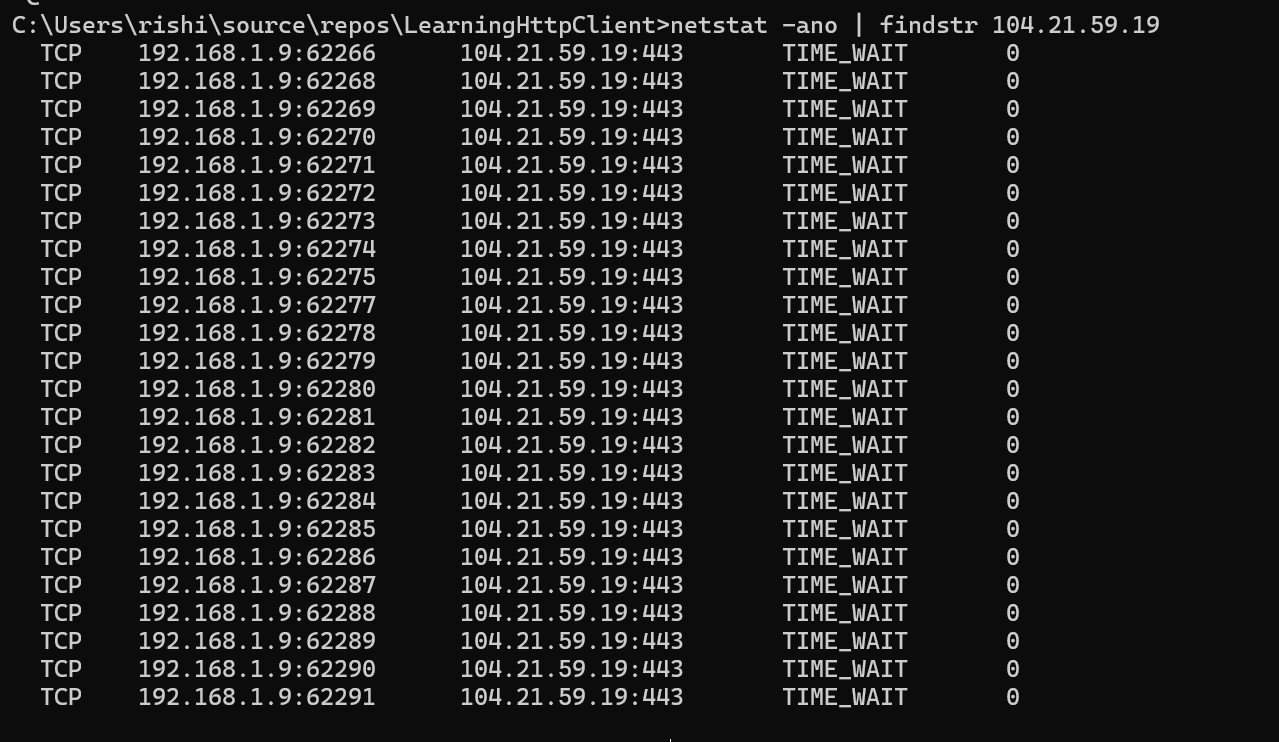 C:\Users\rishi\source\repos\LearningHttpClient>netstat -ano | findstr 104.21.59.19
TCP 192.168.1.9:62266 104.21.59.19:443 TIME_WAIT 0
TCP 192.168.1.9:62268 104.21.59.19:443 TIME_WAIT 0
TCP 192.168.1.9:62269 104.21.59.19:443 TIME_WAIT 0
TCP 192.168.1.9:62270 104.21.59.19:443 TIME_WAIT 0
TCP 192.168.1.9:62271 104.21.59.19:443 TIME_WAIT 0
TCP 192.168.1.9:62272 104.21.59.19:443 TIME_WAIT 0
TCP 192.168.1.9:62273 104.21.59.19:443 TIME_WAIT 0
TCP 192.168.1.9:62274 104.21.59.19:443 TIME_WAIT 0
TCP 192.168.1.9:62275 104.21.59.19:443 TIME_WAIT 0
TCP 192.168.1.9:62277 104.21.59.19:443 TIME_WAIT 0
TCP 192.168.1.9:62278 104.21.59.19:443 TIME_WAIT 0
TCP 192.168.1.9:62279 104.21.59.19:443 TIME_WAIT 0
TCP 192.168.1.9:62280 104.21.59.19:443 TIME_WAIT 0
TCP 192.168.1.9:62281 104.21.59.19:443 TIME_WAIT 0
TCP 192.168.1.9:62282 104.21.59.19:443 TIME_WAIT 0
TCP 192.168.1.9:62283 104.21.59.19:443 TIME_WAIT 0
TCP 192.168.1.9:62284 104.21.59.19:443 TIME_WAIT 0
TCP 192.168.1.9:62285 104.21.59.19:443 TIME_WAIT 0
TCP 192.168.1.9:62286 104.21.59.19:443 TIME_WAIT 0
TCP 192.168.1.9:62287 104.21.59.19:443 TIME_WAIT 0
TCP 192.168.1.9:62288 104.21.59.19:443 TIME_WAIT 0
TCP 192.168.1.9:62289 104.21.59.19:443 TIME_WAIT 0
TCP 192.168.1.9:62290 104.21.59.19:443 TIME_WAIT 0
TCP 192.168.1.9:62291 104.21.59.19:443 TIME_WAIT 0